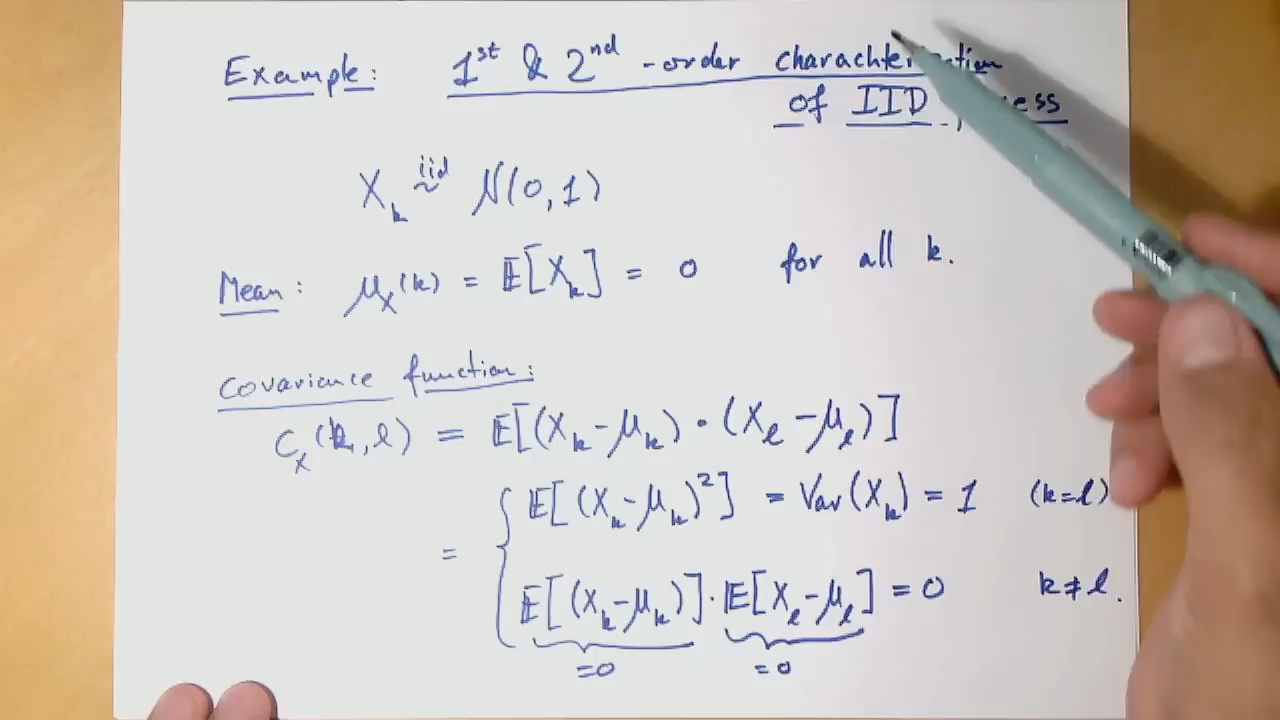 Example: 1st & 2nd -order
of IID
X_k iid ~ N(0,1)
Mean: μ_X(k) = E[X_k] = 0 for all k.
Covariance function:
C_X(k,l) = E[(X_k-μ_k)·(X_l-μ_l)]
= { E[(X_k-μ_k)²] = Var(X_k) = 1 (k=l)
E[(X_k-μ_k)]·E[X_l-μ_l] = 0 k≠l.
=0 =0